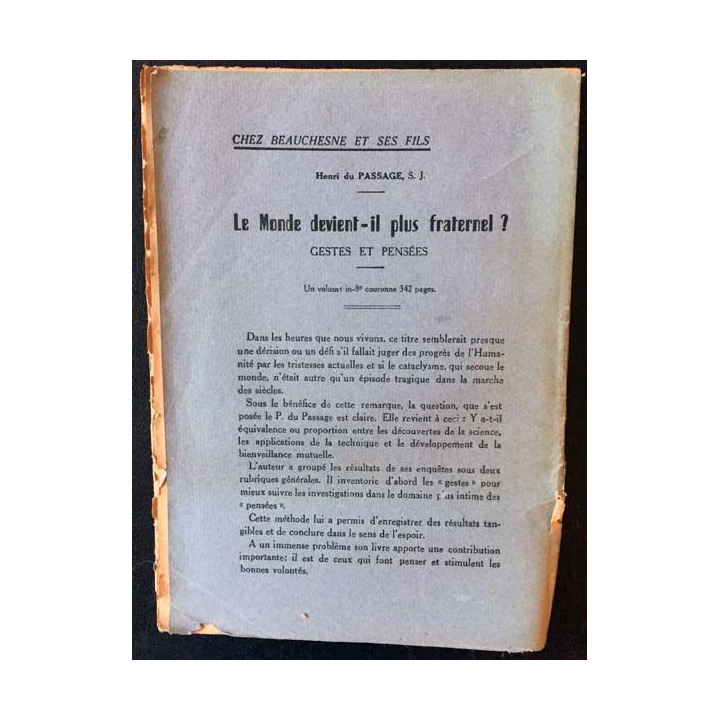 CHEZ BEAUCHESNE ET SES FILS
Henri du PASSAGE, S. J.
Le Monde devient-il plus fraternel ?
GESTES ET PENSÉES
Un volume in-8º couronne 342 pages.
Dans les heures que nous vivons, ce titre semblerait presque
une dérision ou un défi s'il fallait juger des progrès de l'Huma-
nité par les tristesses actuelles et si le cataclysme, qui secoue le
monde, n'était autre qu'un épisode tragique dans la marche
des siècles.
Sous le bénéfice de cette remarque, la question, que s'est
posée le P. du Passage est claire. Elle revient à ceci : Y a-t-il
équivalence ou proportion entre les découvertes de la science,
les applications de la technique et le développement de la
bienveillance mutuelle.
L'auteur a groupé les résultats de ses enquêtes sous deux
rubriques générales. Il inventorie d'abord les « gestes » pour
mieux suivre les investigations dans le domaine plus intime des
« pensées ».
Cette méthode lui a permis d'enregistrer des résultats tan-
gibles et de conclure dans le sens de l'espoir.
A un immense problème son livre apporte une contribution
importante; il est de ceux qui font penser et stimulent les
bonnes volontés.